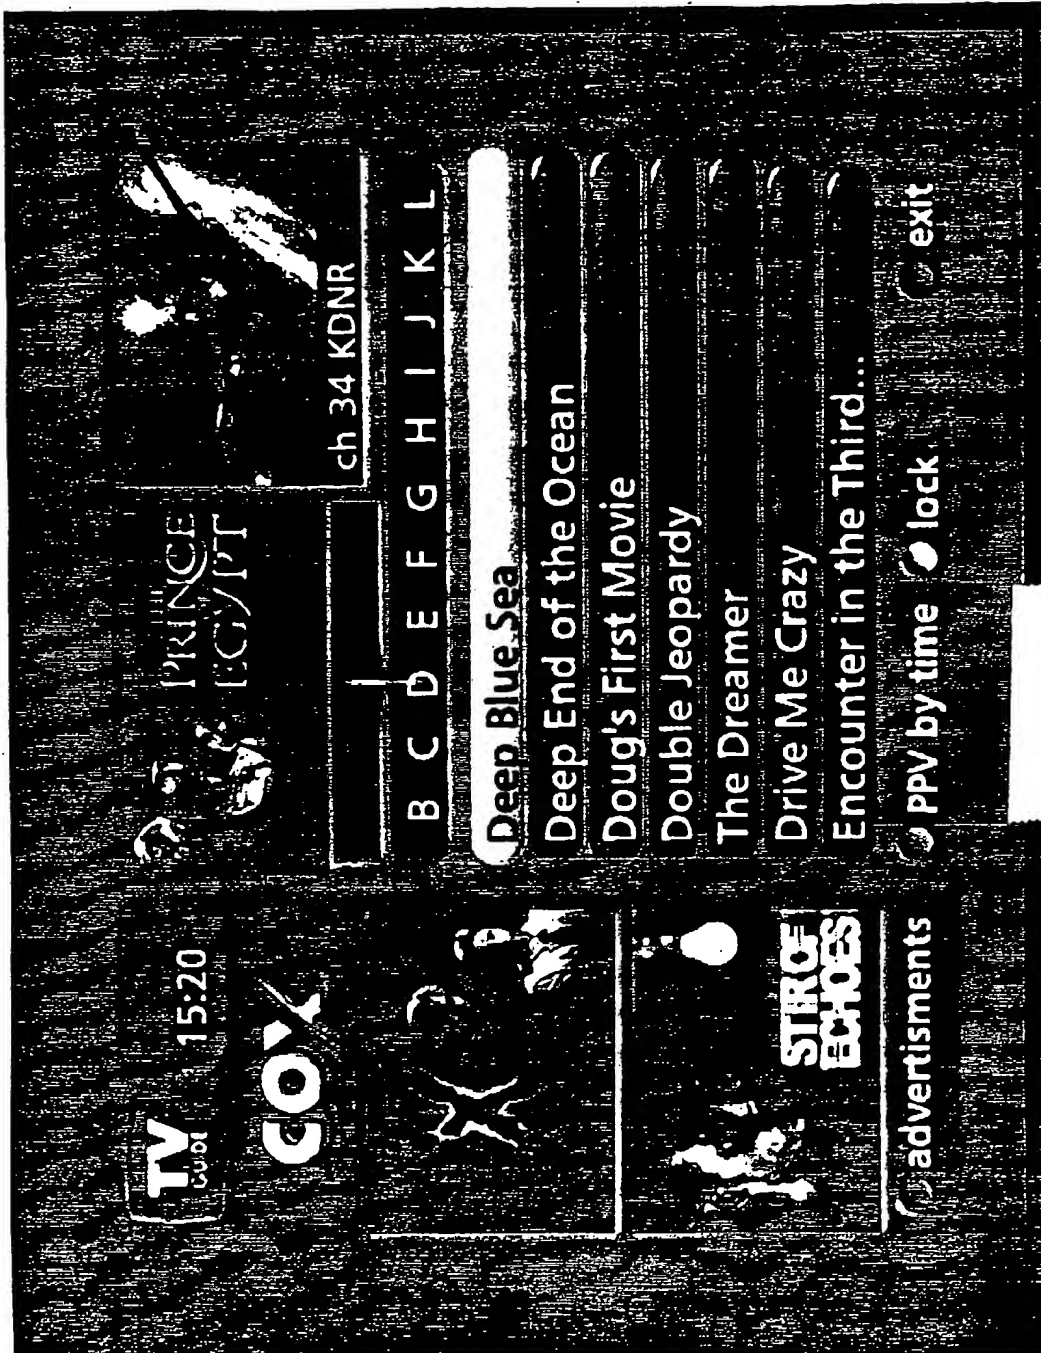 TV
GUIDE
15:20
COX
THE
PRINCE
EGYPT
ch 34 KDNR
B C D E F G H I J K L
Deep Blue Sea
Deep End of the Ocean
Doug's First Movie
Double Jeopardy
The Dreamer
Drive Me Crazy
Encounter in the Third...
STIR OF
ECHOES
advertisments
PPV by time
lock
exit